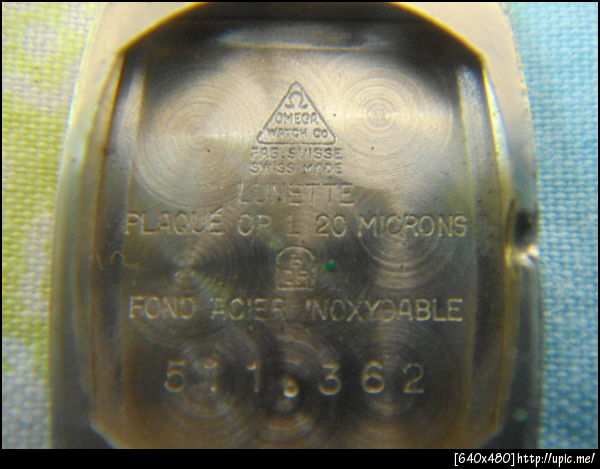 Ω
OMEGA
WATCH CO
FAB. SUISSE
SWISS MADE
LUNETTE
PLAQUÉ OR L 20 MICRONS
FOND ACIER INOXYDABLE
511.362
[640x480]http://upic.me/